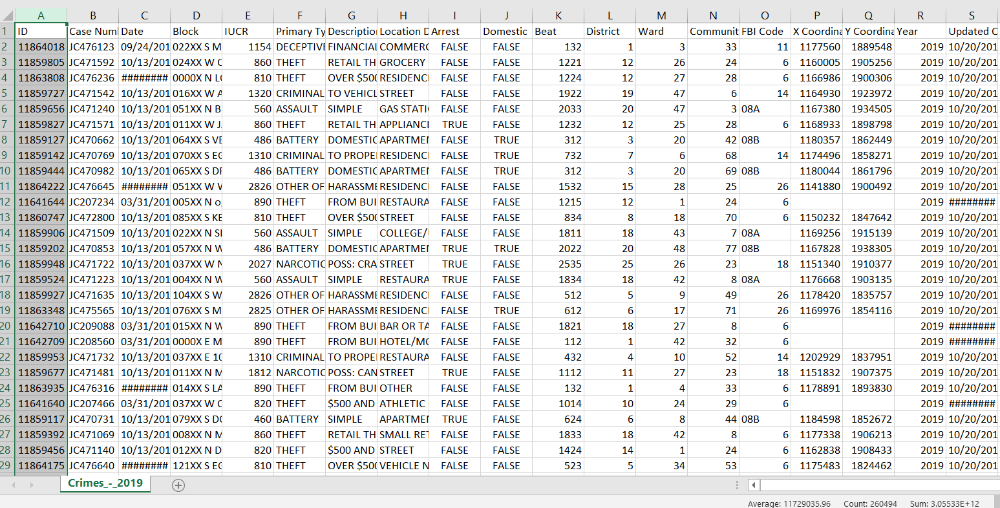 A B C D E F G H I J K L M N O P Q R S
1 ID Case Num Date Block IUCR Primary Ty Description Location D Arrest Domestic Beat District Ward Communit FBI Code X Coordina Y Coordina Year Updated O
2 11864018 JC476123 09/24/201 022XX S M 1154 DECEPTIVE FINANCIAL COMMERC FALSE FALSE 132 1 3 33 11 1177560 1889548 2019 10/20/201
3 11859805 JC471592 10/13/201 024XX W C 860 THEFT RETAIL TH GROCERY FALSE FALSE 1221 12 26 24 6 1160005 1905256 2019 10/20/201
4 11863808 JC476236 ######## 0000X N LO 810 THEFT OVER $500 RESIDENCE FALSE FALSE 1224 12 27 28 6 1166986 1900306 2019 10/20/201
5 11859727 JC471542 10/13/201 016XX W A 1320 CRIMINAL TO VEHICL STREET FALSE FALSE 1922 19 47 6 14 1164930 1923972 2019 10/20/201
6 11859656 JC471240 10/13/201 051XX N B 560 ASSAULT SIMPLE GAS STATI FALSE FALSE 2033 20 47 3 08A 1167380 1934505 2019 10/20/201
7 11859827 JC471571 10/13/201 011XX W J 860 THEFT RETAIL TH APPLIANCE TRUE FALSE 1232 12 25 28 6 1168933 1898798 2019 10/20/201
8 11859127 JC470662 10/13/201 064XX S VE 486 BATTERY DOMESTIC APARTMEN FALSE TRUE 312 3 20 42 08B 1180357 1862449 2019 10/20/201
9 11859142 JC470769 10/13/201 070XX S EG 1310 CRIMINAL TO PROPE RESIDENCE FALSE TRUE 732 7 6 68 14 1174496 1858271 2019 10/20/201
10 11859444 JC470982 10/13/201 065XX S DR 486 BATTERY DOMESTIC APARTMEN FALSE TRUE 312 3 20 69 08B 1180044 1861796 2019 10/20/201
11 11864222 JC476645 ######## 051XX W W 2826 OTHER OF HARASSME RESIDENCE FALSE FALSE 1532 15 28 25 26 1141880 1900492 2019 10/20/201
12 11641644 JC207234 03/31/201 005XX N o 890 THEFT FROM BUI RESTAURA FALSE FALSE 1215 12 1 24 6 2019 ########
13 11860747 JC472800 10/13/201 085XX S KE 810 THEFT OVER $500 STREET FALSE FALSE 834 8 18 70 6 1150232 1847642 2019 10/20/201
14 11859906 JC471509 10/13/201 022XX N SH 560 ASSAULT SIMPLE COLLEGE/ FALSE FALSE 1811 18 43 7 08A 1169256 1915139 2019 10/20/201
15 11859202 JC470853 10/13/201 057XX N W 486 BATTERY DOMESTIC APARTMEN TRUE TRUE 2022 20 48 77 08B 1167828 1938305 2019 10/20/201
16 11859948 JC471722 10/13/201 037XX W N 2027 NARCOTIC POSS: CRA STREET TRUE FALSE 2535 25 26 23 18 1151340 1910377 2019 10/20/201
17 11859524 JC471223 10/13/201 004XX N W 560 ASSAULT SIMPLE RESTAURA TRUE FALSE 1834 18 42 8 08A 1176668 1903135 2019 10/20/201
18 11859927 JC471635 10/13/201 104XX S W 2826 OTHER OF HARASSME RESIDENCE FALSE FALSE 512 5 9 49 26 1178420 1835757 2019 10/20/201
19 11863348 JC475565 10/13/201 076XX S M 2825 OTHER OF HARASSME RESIDENCE FALSE TRUE 612 6 17 71 26 1169976 1854116 2019 10/20/201
20 11642710 JC209088 03/31/201 015XX N W 890 THEFT FROM BUI BAR OR TA FALSE FALSE 1821 18 27 8 6 2019 ########
21 11642709 JC208560 03/31/201 0000X E M 890 THEFT FROM BUI HOTEL/MO FALSE FALSE 112 1 42 32 6 2019 ########
22 11859953 JC471732 10/13/201 037XX E 10 1310 CRIMINAL TO PROPE RESTAURA FALSE FALSE 432 4 10 52 14 1202929 1837951 2019 10/20/201
23 11859677 JC471481 10/13/201 011XX N M 1812 NARCOTIC POSS: CAN STREET TRUE FALSE 1112 11 27 23 18 1151832 1907375 2019 10/20/201
24 11863935 JC476316 ######## 014XX S LA 890 THEFT FROM BUI OTHER FALSE FALSE 132 1 4 33 6 1178891 1893830 2019 10/20/201
25 11641640 JC207466 03/31/201 037XX W C 820 THEFT $500 AND ATHLETIC FALSE FALSE 1014 10 24 29 6 2019 ########
26 11859117 JC470731 10/13/201 079XX S DO 460 BATTERY SIMPLE APARTMEN TRUE FALSE 624 6 8 44 08B 1184598 1852672 2019 10/20/201
27 11859392 JC471069 10/13/201 008XX N M 860 THEFT RETAIL TH SMALL RET FALSE FALSE 1833 18 42 8 6 1177338 1906213 2019 10/20/201
28 11859456 JC471140 10/13/201 012XX N D 820 THEFT $500 AND STREET FALSE FALSE 1424 14 1 24 6 1162838 1908433 2019 10/20/201
29 11864175 JC476640 ######## 121XX S EG 810 THEFT OVER $500 VEHICLE N FALSE FALSE 523 5 34 53 6 1175483 1824462 2019 10/20/201
Crimes_-_2019
Average: 11729035.96 Count: 260494 Sum: 3.05533E+12